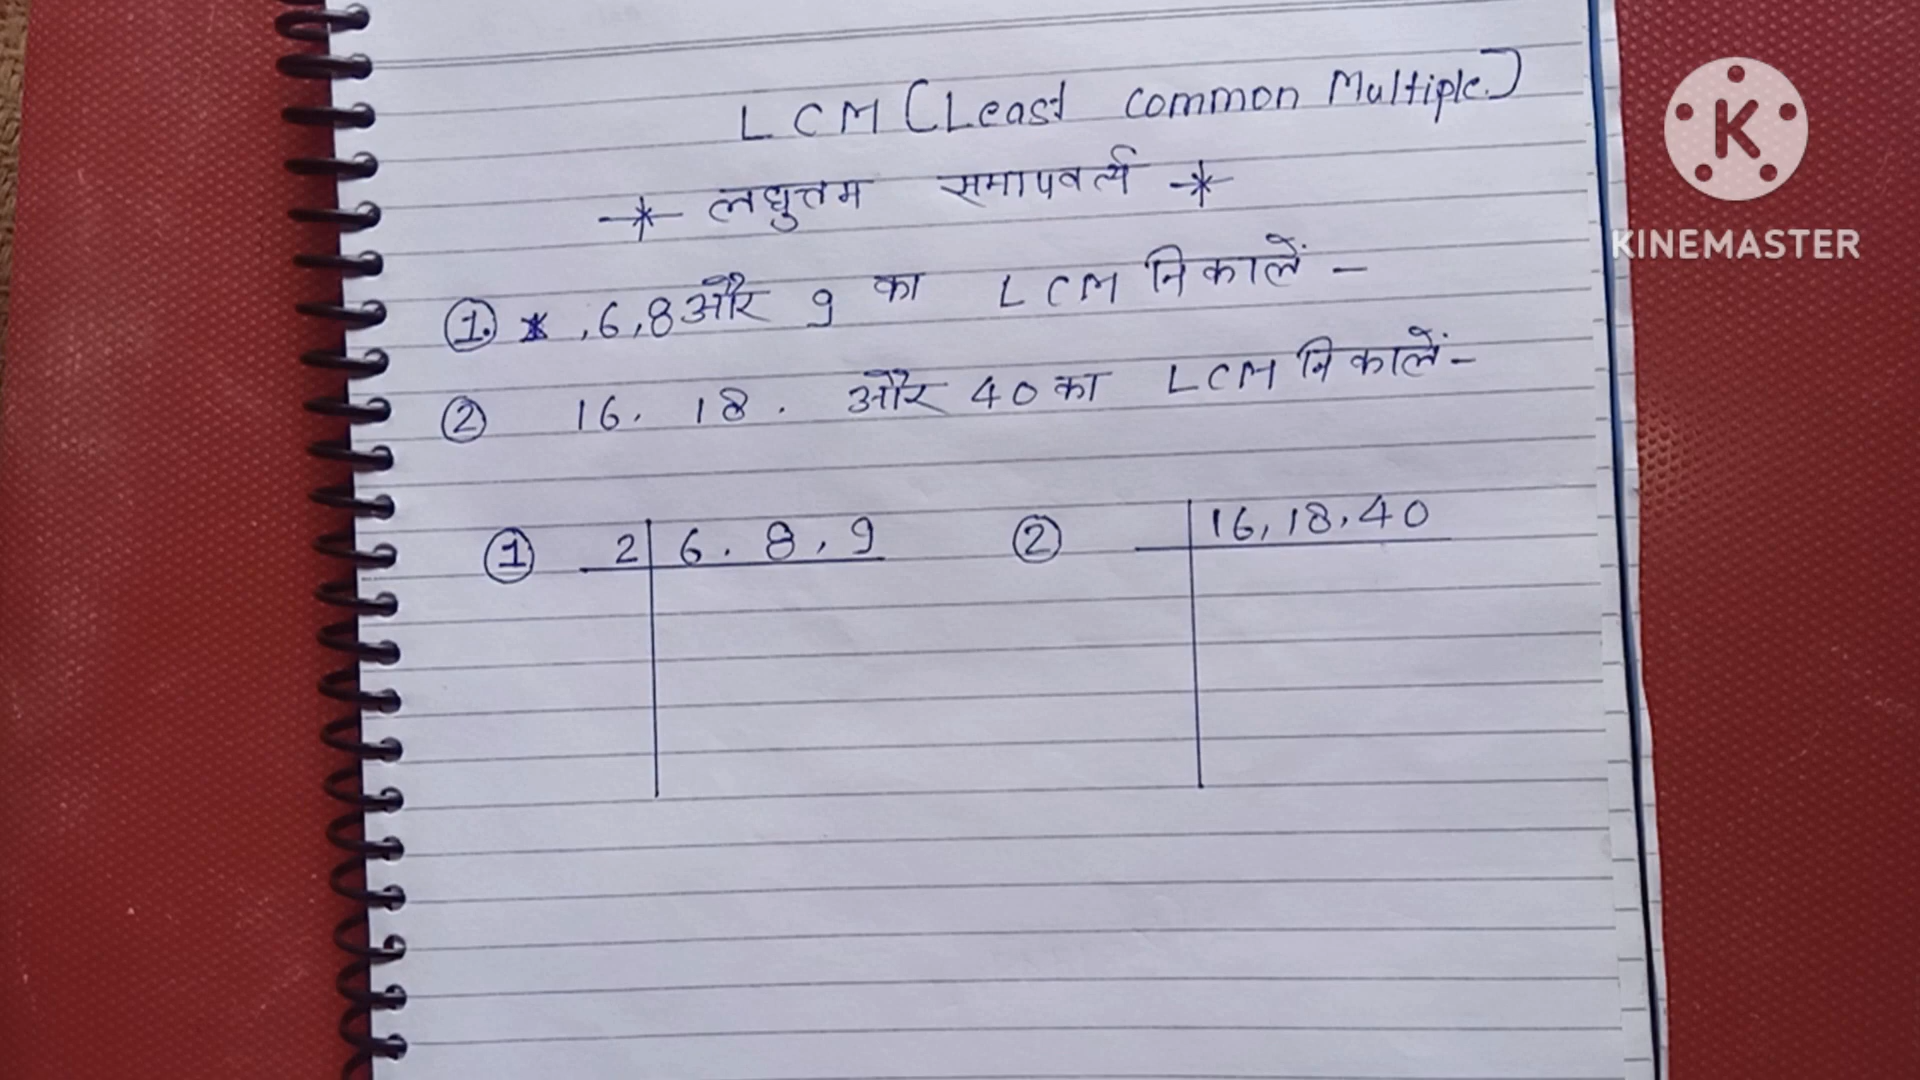 LCM (Least common Multiple.)
लघुत्तम समापवर्त्य
1. ,6,8 और 9 का LCM निकालें -
2 16. 18. और 40 का LCM निकालें -
1 2 6. 8, 9
2 16, 18, 40
K
KINEMASTER